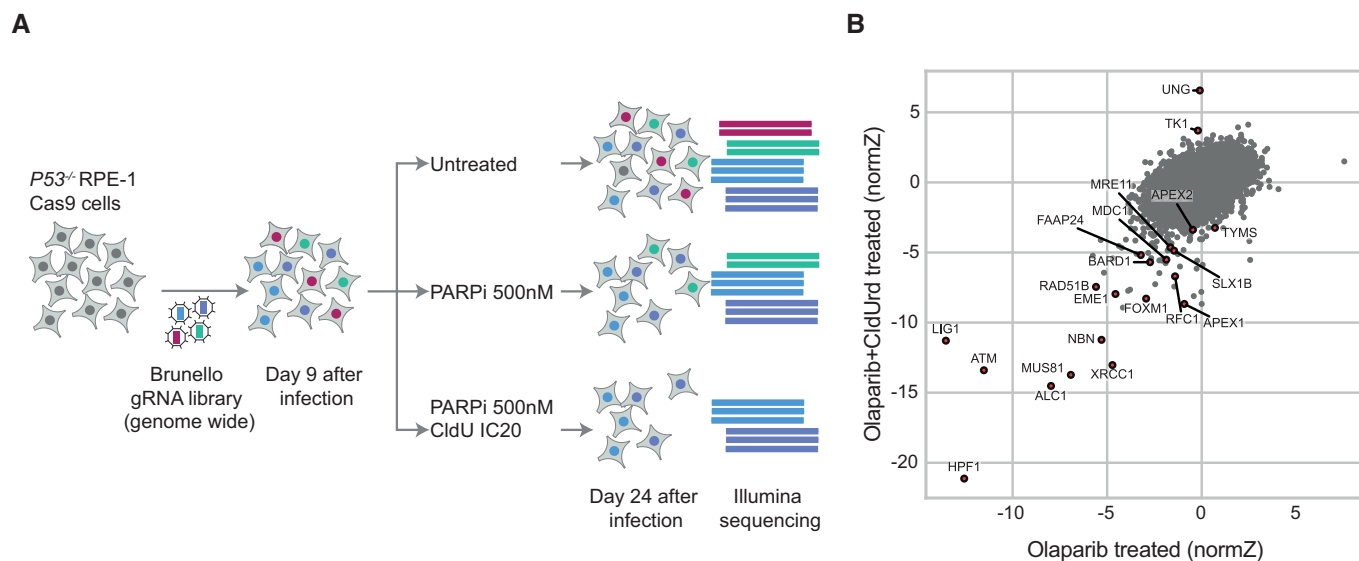 A
P53-/- RPE-1
Cas9 cells
Brunello
gRNA library
(genome wide)
Day 9 after
infection
Untreated
PARPi 500nM
PARPi 500nM
CldU IC20
Day 24 after
infection
Illumina
sequencing
B
Olaparib+CldUrd treated (normZ)
5
0
-5
-10
-15
-20
UNG
TK1
MRE11
APEX2
MDC1
FAAP24
TYMS
BARD1
SLX1B
RAD51B
EME1
FOXM1
RFC1
APEX1
LIG1
NBN
ATM
MUS81
XRCC1
ALC1
HPF1
-10
-5
0
5
Olaparib treated (normZ)